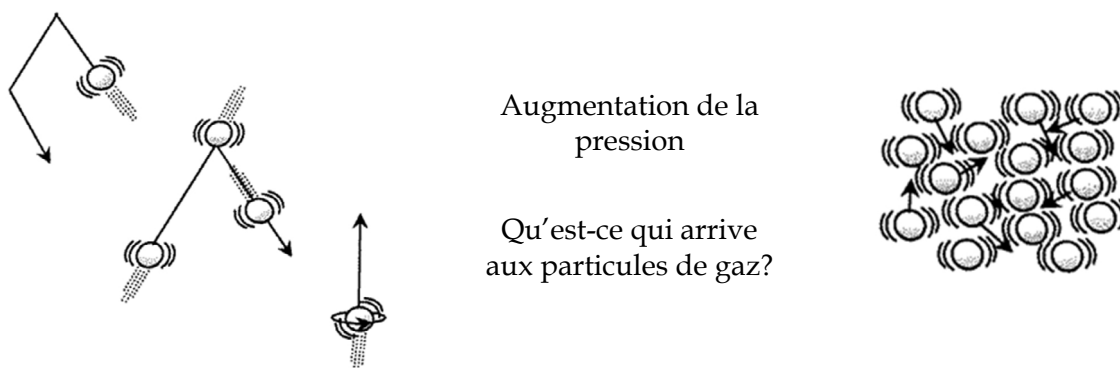 Augmentation de la
pression
Qu’est-ce qui arrive
aux particules de gaz?